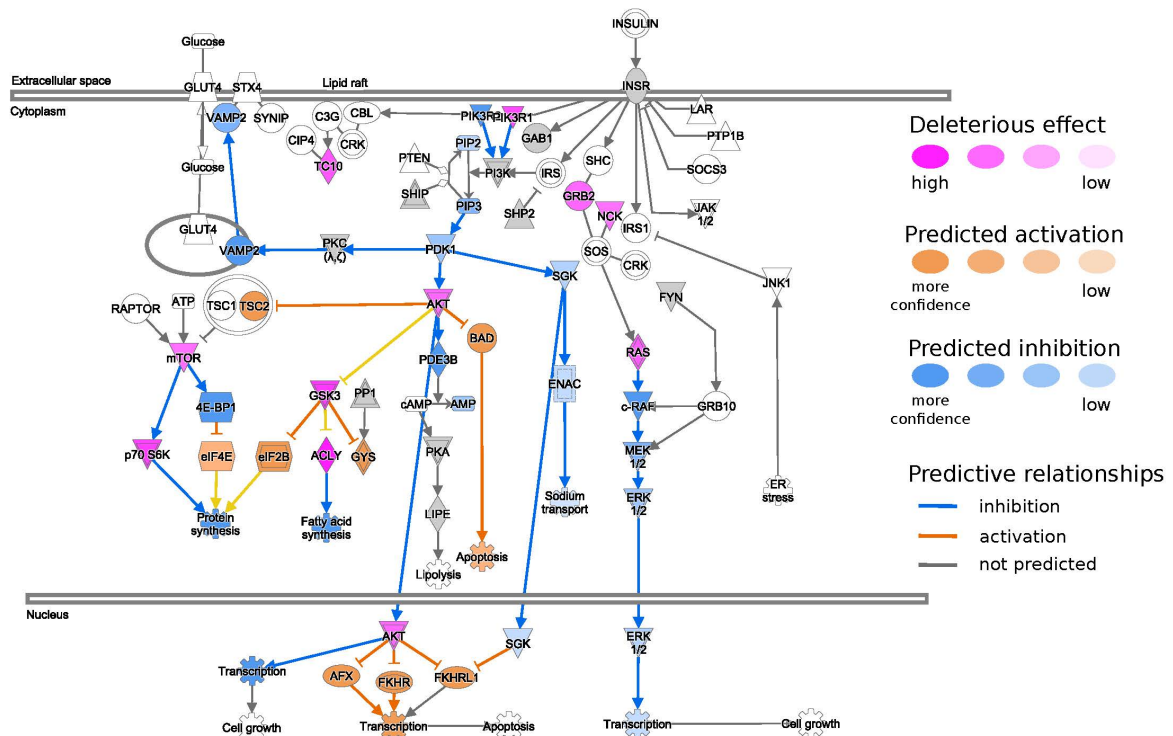 INSULIN
Glucose
Extracellular space
Lipid raft
GLUT4
STX4
INSR
Cytoplasm
VAMP2
SYNIP
C3G
CBL
CIP4
CRK
TC10
PIK3R1
GAB1
LAR
PTP1B
SOCS3
JAK
1/2
PIP2
PTEN
SHIP
PIP3
PI3K
IRS
SHP2
SHC
GRB2
NCK
IRS1
SOS
CRK
Glucose
GLUT4
VAMP2
PKC
(λ,ζ)
PDK1
SGK
JNK1
FYN
RAPTOR
ATP
TSC1
TSC2
AKT
BAD
mTOR
PDE3B
RAS
ENAC
GSK3
PP1
4E-BP1
cAMP
AMP
c-RAF
GRB10
p70 S6K
eIF4E
eIF2B
ACLY
GYS
PKA
MEK
1/2
ER
stress
Protein
synthesis
Fatty acid
synthesis
LIPE
Sodium
transport
ERK
1/2
Apoptosis
Lipolysis
Nucleus
AKT
SGK
ERK
1/2
Transcription
AFX
FKHR
FKHRL1
Cell growth
Transcription
Apoptosis
Transcription
Cell growth
Deleterious effect
high
low
Predicted activation
more
confidence
low
Predicted inhibition
more
confidence
low
Predictive relationships
inhibition
activation
not predicted